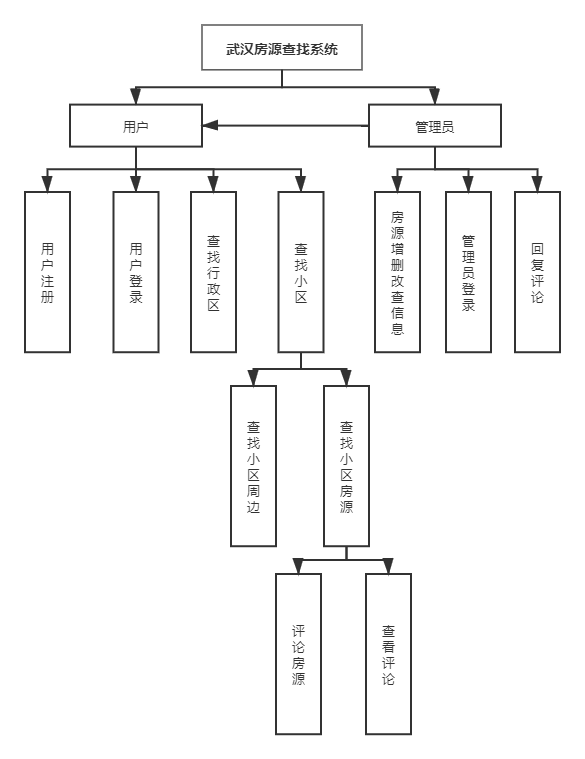 武汉房源查找系统
用户
管理员
用户注册
用户登录
查找行政区
查找小区
房源增删改查信息
管理员登录
回复评论
查找小区周边
查找小区房源
评论房源
查看评论